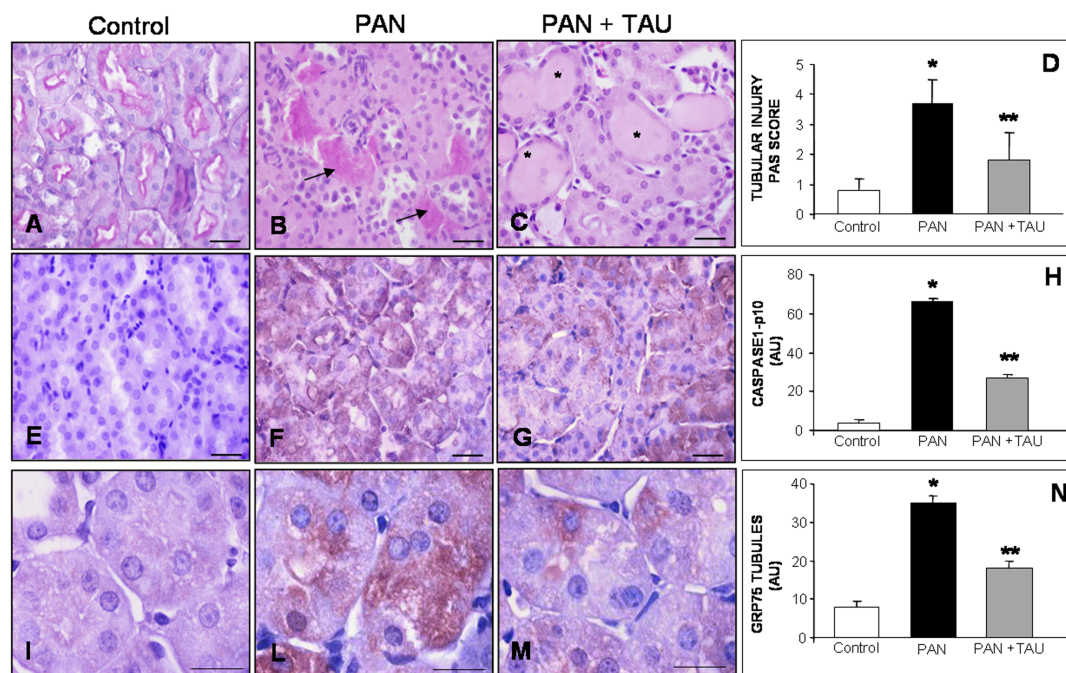 Control PAN PAN + TAU
A
B
C
*
*
*
D
TUBULAR INJURY
PAS SCORE
5
4
3
2
1
0
*
**
Control PAN PAN +TAU
E
F
G
H
CASPASE1-p10
(AU)
80
60
40
20
0
*
**
Control PAN PAN +TAU
I
L
M
N
GRP75 TUBULES
(AU)
40
30
20
10
0
*
**
Control PAN PAN +TAU